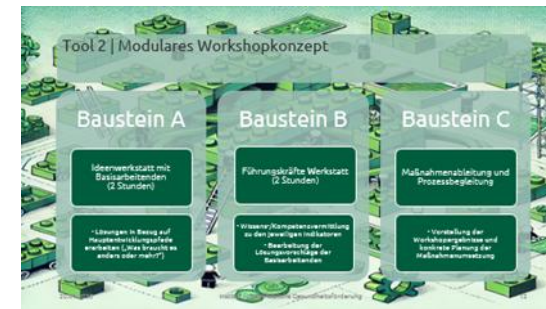 Tool 2 | Modulares Workshopkonzept
Baustein A
Ideenwerkstatt mit
Basisarbeitenden
(2 Stunden)
• Lösungen in Bezug auf
Hauptentwicklungspfade
erarbeiten („Was braucht es
anders oder mehr?“)
Baustein B
Führungskräfte Werkstatt
(2 Stunden)
• Wissens-/Kompetenzvermittlung
zu den jeweiligen Indikatoren
• Bearbeitung der
Lösungsvorschläge der
Basisarbeitenden
Baustein C
Maßnahmenableitung und
Prozessbegleitung
• Vorstellung der
Workshopergebnisse und
konkrete Planung der
Maßnahmenumsetzung
Gesundheitsförderung